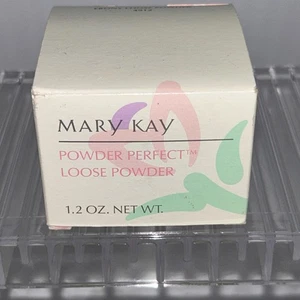 MARY KAY
POWDER PERFECT™
LOOSE POWDER
1.2 OZ. NET WT.